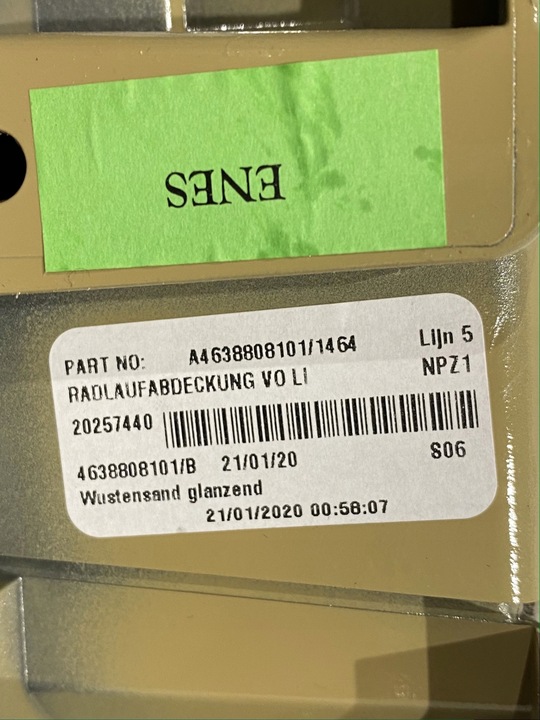 ENES
PART NO: A4638808101/1464 Lijn 5
RADLAUFABDECKUNG VO LI NPZ1
20257440
4638808101/B 21/01/20 S06
Wustensand glanzend
21/01/2020 00:58:07